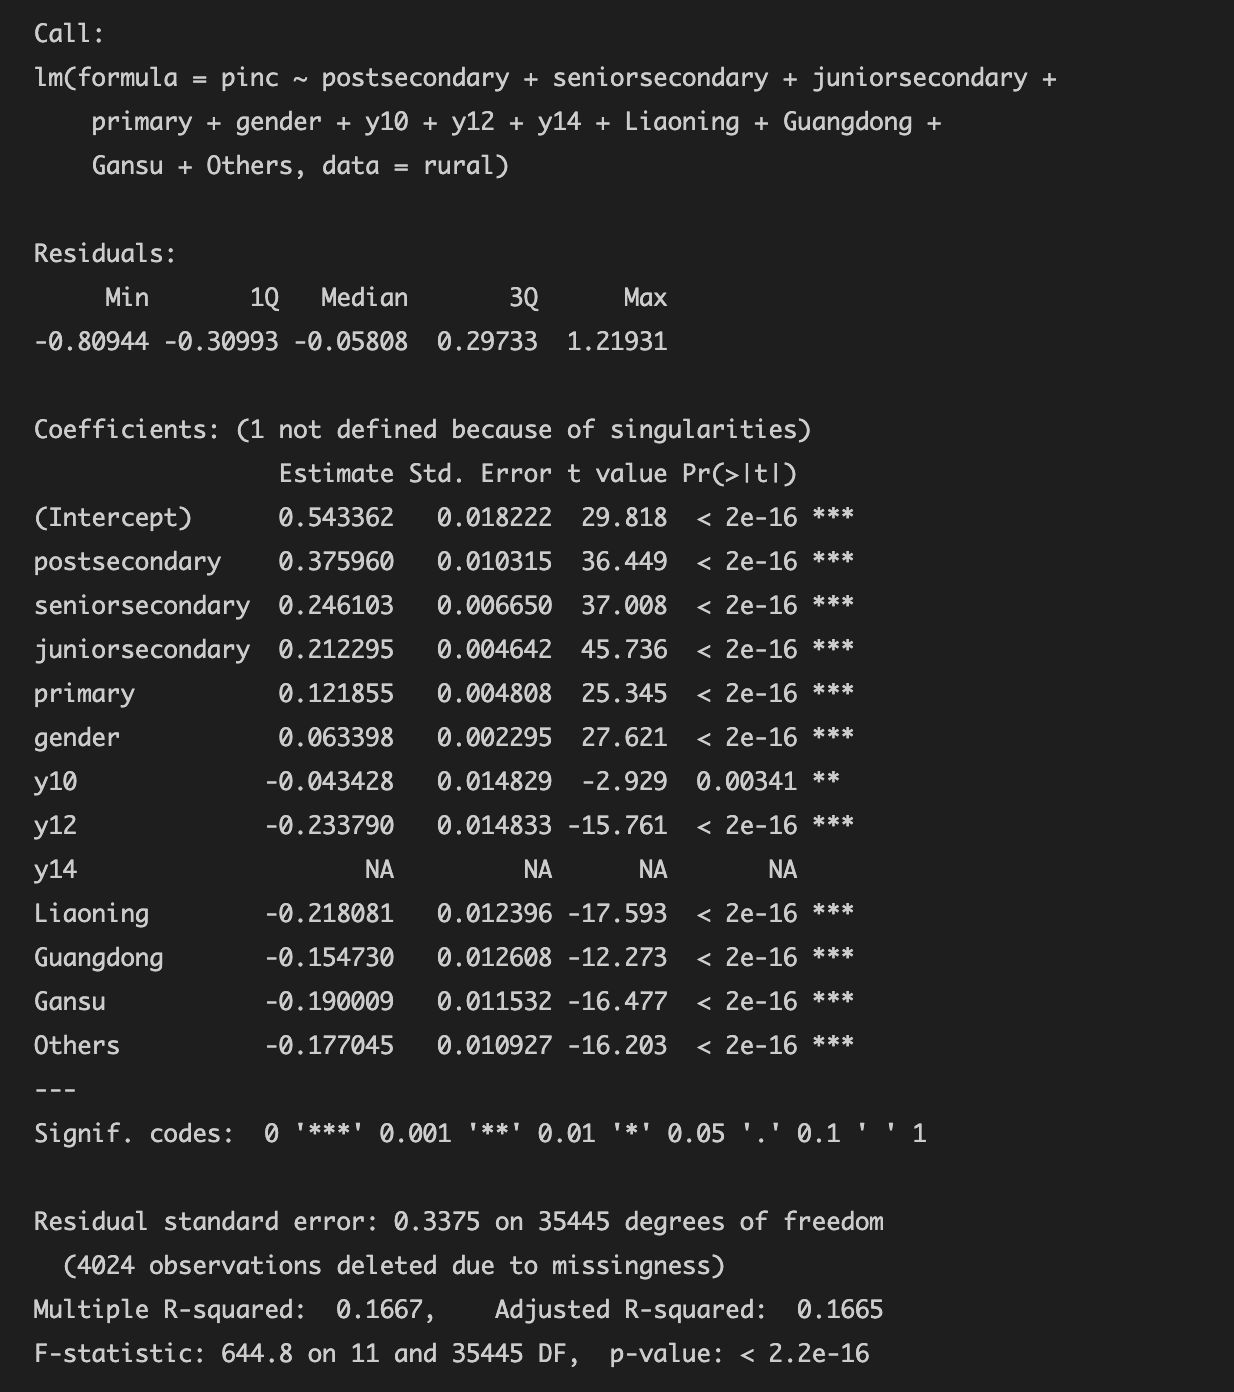 Call:
lm(formula = pinc ~ postsecondary + seniorsecondary + juniorsecondary +
    primary + gender + y10 + y12 + y14 + Liaoning + Guangdong +
    Gansu + Others, data = rural)

Residuals:
     Min       1Q   Median       3Q      Max
-0.80944 -0.30993 -0.05808  0.29733  1.21931

Coefficients: (1 not defined because of singularities)
                 Estimate Std. Error t value Pr(>|t|)
(Intercept)      0.543362   0.018222  29.818  < 2e-16 ***
postsecondary    0.375960   0.010315  36.449  < 2e-16 ***
seniorsecondary  0.246103   0.006650  37.008  < 2e-16 ***
juniorsecondary  0.212295   0.004642  45.736  < 2e-16 ***
primary          0.121855   0.004808  25.345  < 2e-16 ***
gender           0.063398   0.002295  27.621  < 2e-16 ***
y10             -0.043428   0.014829  -2.929  0.00341 **
y12             -0.233790   0.014833 -15.761  < 2e-16 ***
y14                    NA         NA      NA       NA
Liaoning        -0.218081   0.012396 -17.593  < 2e-16 ***
Guangdong       -0.154730   0.012608 -12.273  < 2e-16 ***
Gansu           -0.190009   0.011532 -16.477  < 2e-16 ***
Others          -0.177045   0.010927 -16.203  < 2e-16 ***
---
Signif. codes:  0 '***' 0.001 '**' 0.01 '*' 0.05 '.' 0.1 ' ' 1

Residual standard error: 0.3375 on 35445 degrees of freedom
  (4024 observations deleted due to missingness)
Multiple R-squared:  0.1667,    Adjusted R-squared:  0.1665
F-statistic: 644.8 on 11 and 35445 DF,  p-value: < 2.2e-16